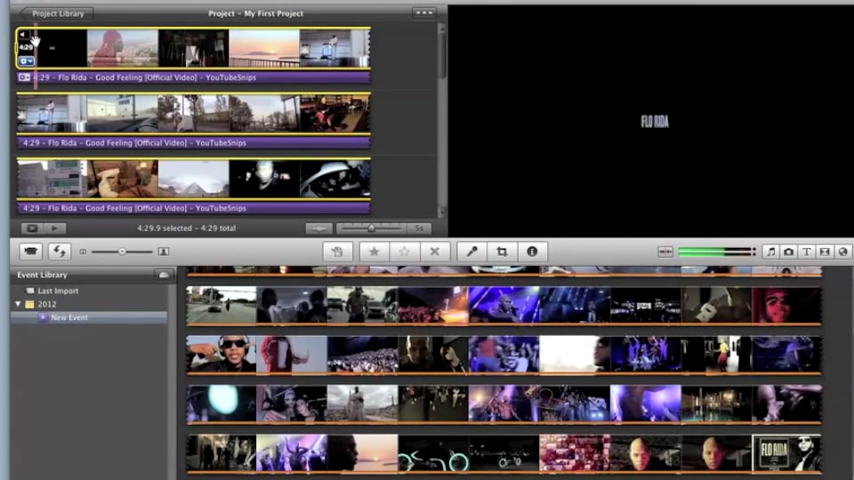 Project Library
Project - My First Project
4:29
4:29 - Flo Rida - Good Feeling [Official Video] - YouTubeSnips
4:29 - Flo Rida - Good Feeling [Official Video] - YouTubeSnips
4:29 - Flo Rida - Good Feeling [Official Video] - YouTubeSnips
FLO RIDA
4:29.9 selected - 4:29 total
5s
Event Library
Last Import
2012
New Event
FLO RIDA